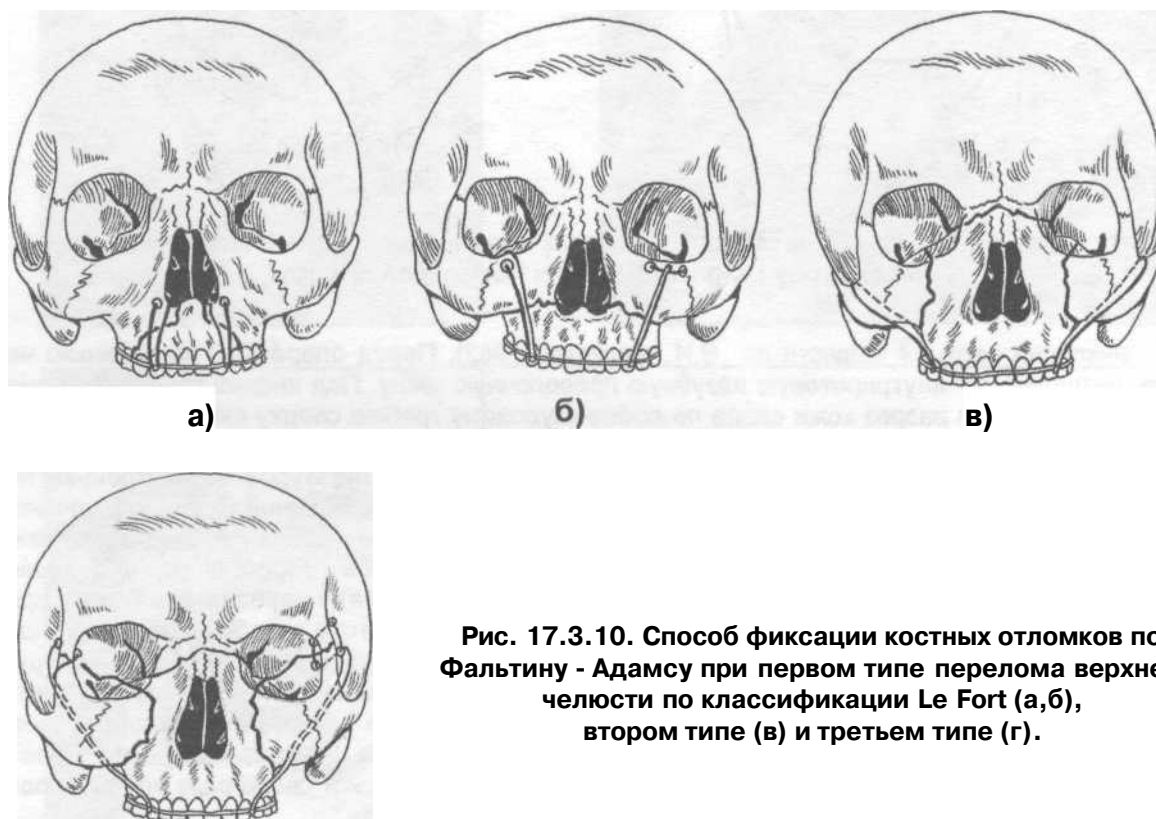 а)
б)
в)
Рис. 17.3.10. Способ фиксации костных отломков по
Фальтину - Адамсу при первом типе перелома верхне
челюсти по классификации Le Fort (а,б),
втором типе (в) и третьем типе (г).